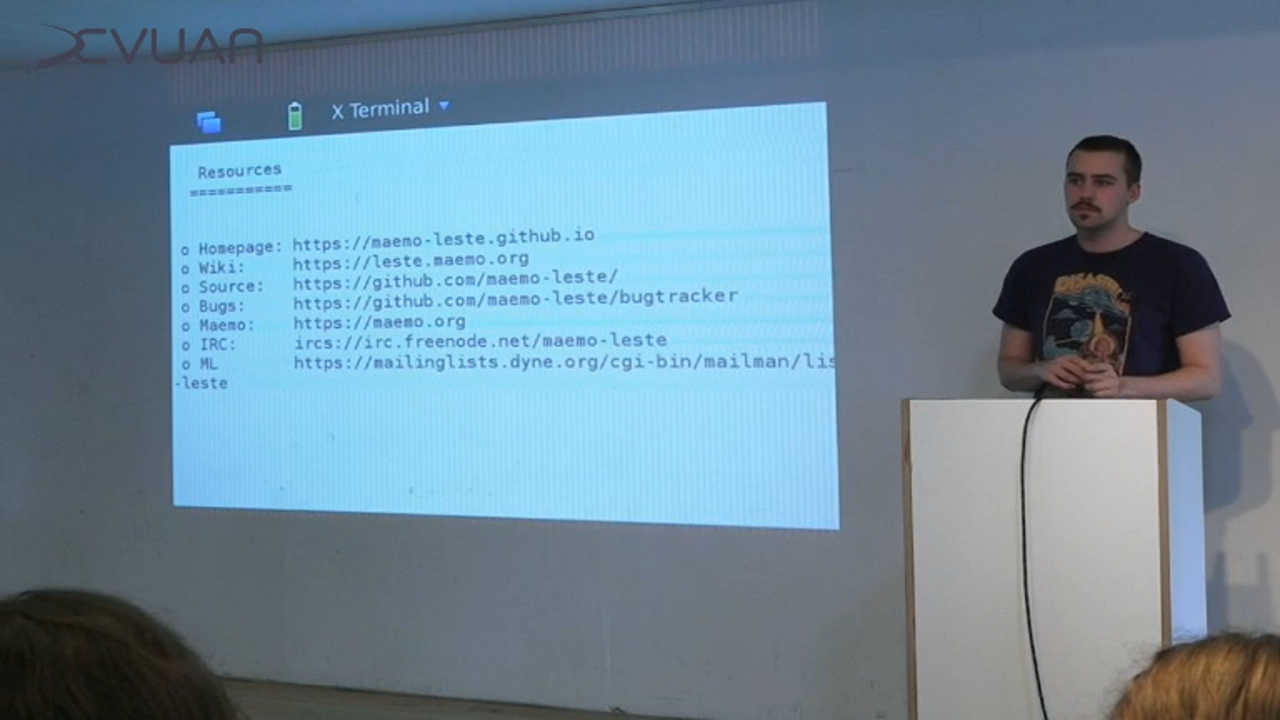 DEVUAN
X Terminal
Resources
===========
o Homepage: https://maemo-leste.github.io
o Wiki: https://leste.maemo.org
o Source: https://github.com/maemo-leste/
o Bugs: https://github.com/maemo-leste/bugtracker
o Maemo: https://maemo.org
o IRC: ircs://irc.freenode.net/maemo-leste
o ML https://mailinglists.dyne.org/cgi-bin/mailman/lis
-leste